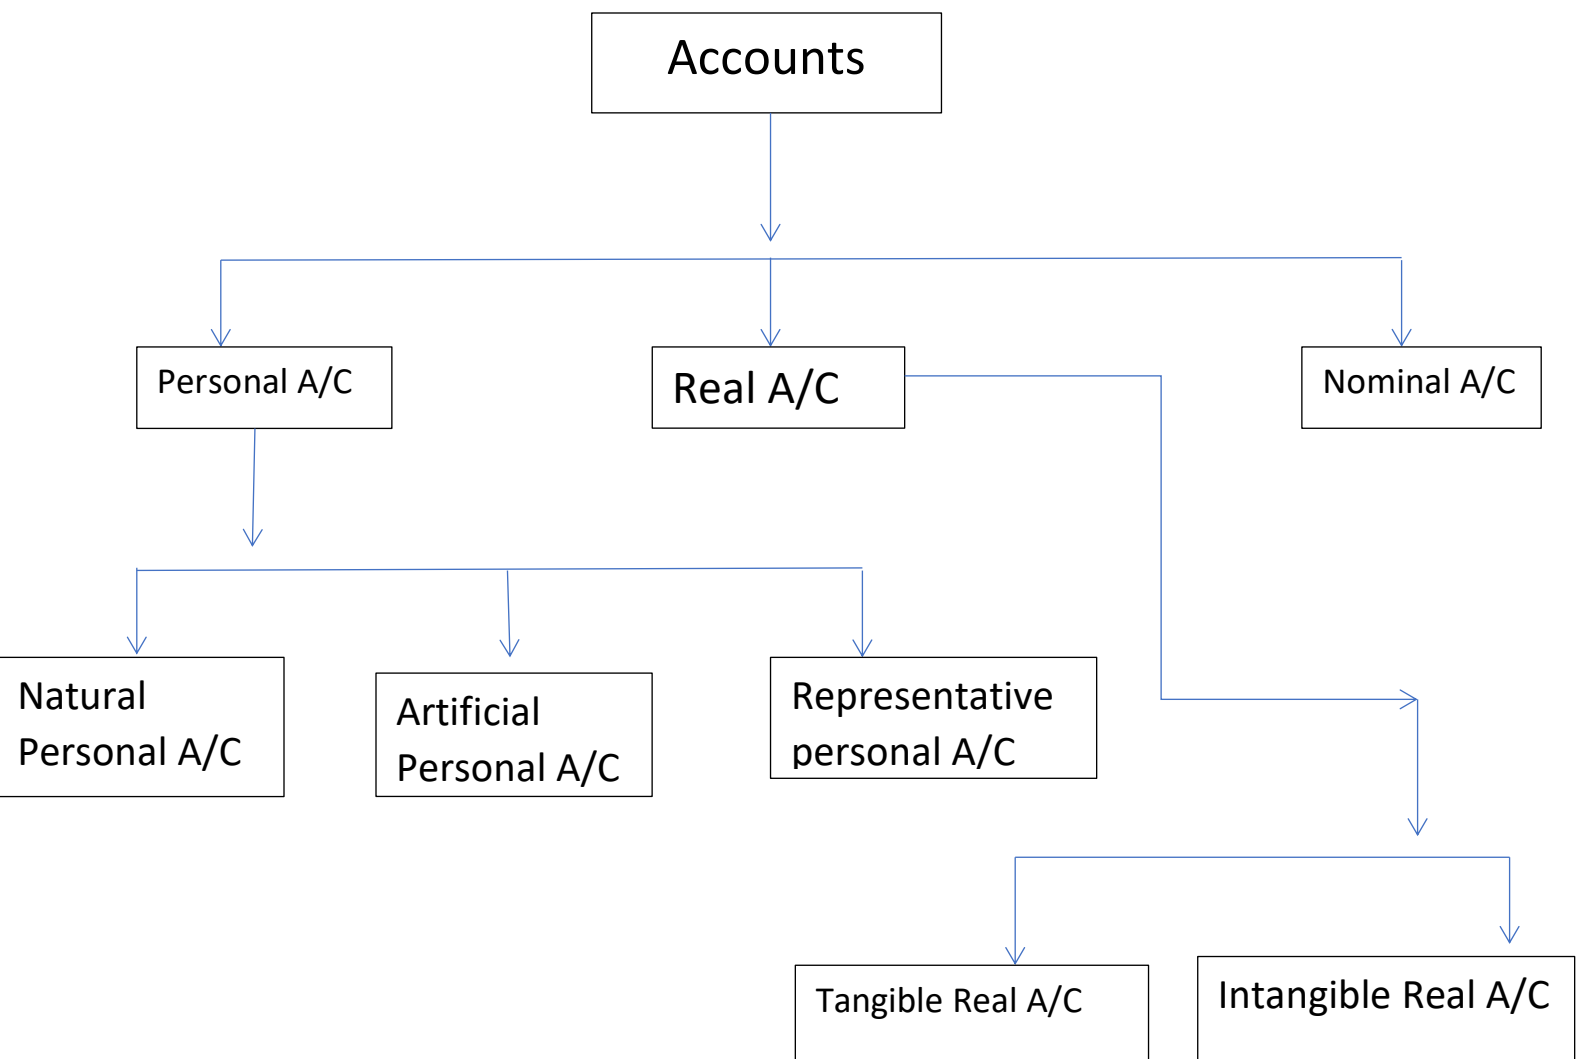 Accounts
Personal A/C
Real A/C
Nominal A/C
Natural
Personal A/C
Artificial
Personal A/C
Representative
personal A/C
Tangible Real A/C
Intangible Real A/C